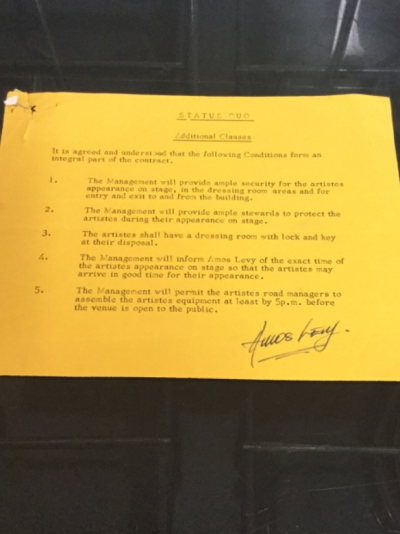 STATUS QUO
Additional Clauses
It is agreed and understood that the following Conditions form an
integral part of the contract.
1. The Management will provide ample security for the artistes
appearance on stage, in the dressing room areas and for
entry and exit to and from the building.
2. The Management will provide ample stewards to protect the
artistes during their appearance on stage.
3. The artistes shall have a dressing room with lock and key
at their disposal.
4. The Management will inform Amos Levy of the exact time of
the artistes appearance on stage so that the artistes may
arrive in good time for their appearance.
5. The Management will permit the artistes road managers to
assemble the artistes equipment at least by 5p.m. before
the venue is open to the public.
Amos Levy.